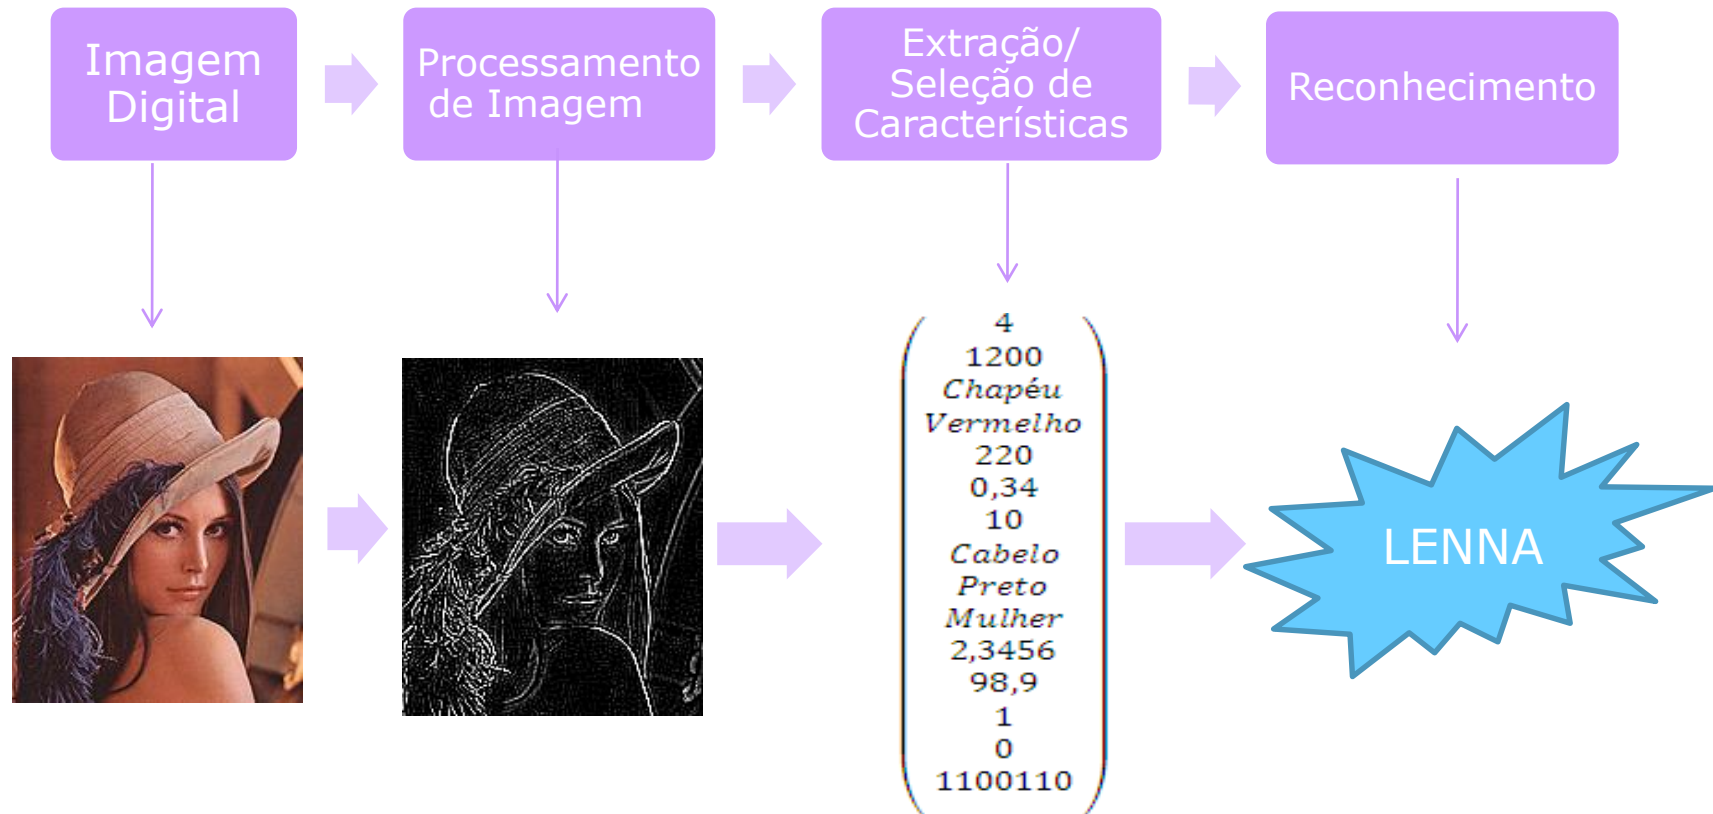 Imagem
Digital
Processamento
de Imagem
Extração/
Seleção de
Características
Reconhecimento
4
1200
Chapéu
Vermelho
220
0,34
10
Cabelo
Preto
Mulher
2,3456
98,9
1
0
1100110
LENNA